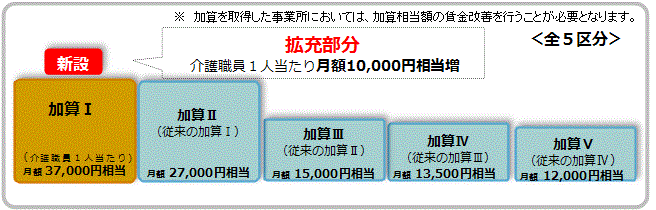 ※ 加算を取得した事業所においては、加算相当額の賃金改善を行うことが必要となります。
拡充部分
介護職員１人当たり月額10,000円相当増
＜全５区分＞
新設
加算Ⅰ
（介護職員１人当たり）
月額 37,000円相当
加算Ⅱ
（従来の加算Ⅰ）
月額 27,000円相当
加算Ⅲ
（従来の加算Ⅱ）
月額 15,000円相当
加算Ⅳ
（従来の加算Ⅲ）
月額 13,500円相当
加算Ⅴ
（従来の加算Ⅳ）
月額 12,000円相当